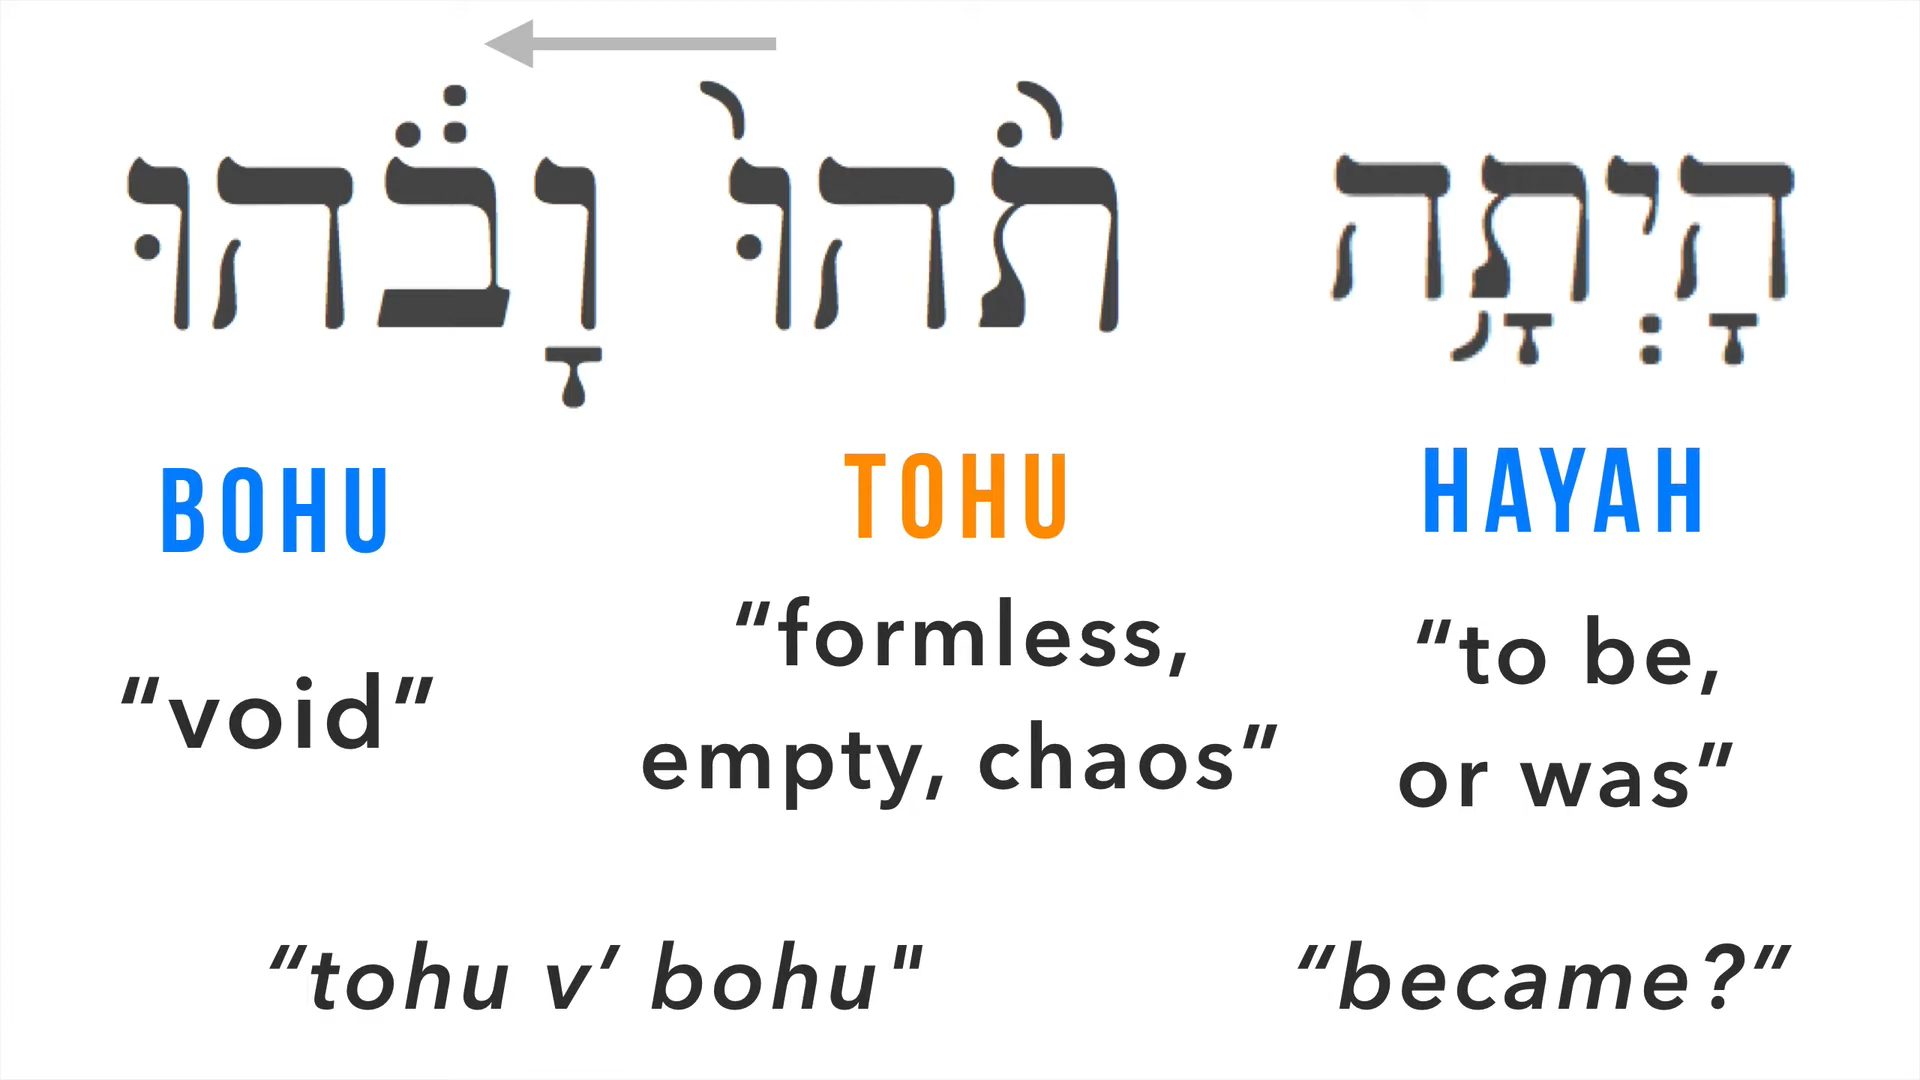 הָיְתָ֥ה תֹ֙הוּ֙ וָבֹ֔הוּ
BOHU TOHU HAYAH
“void”
“formless,
empty, chaos”
“to be,
or was”
“tohu v’ bohu"
“became?”